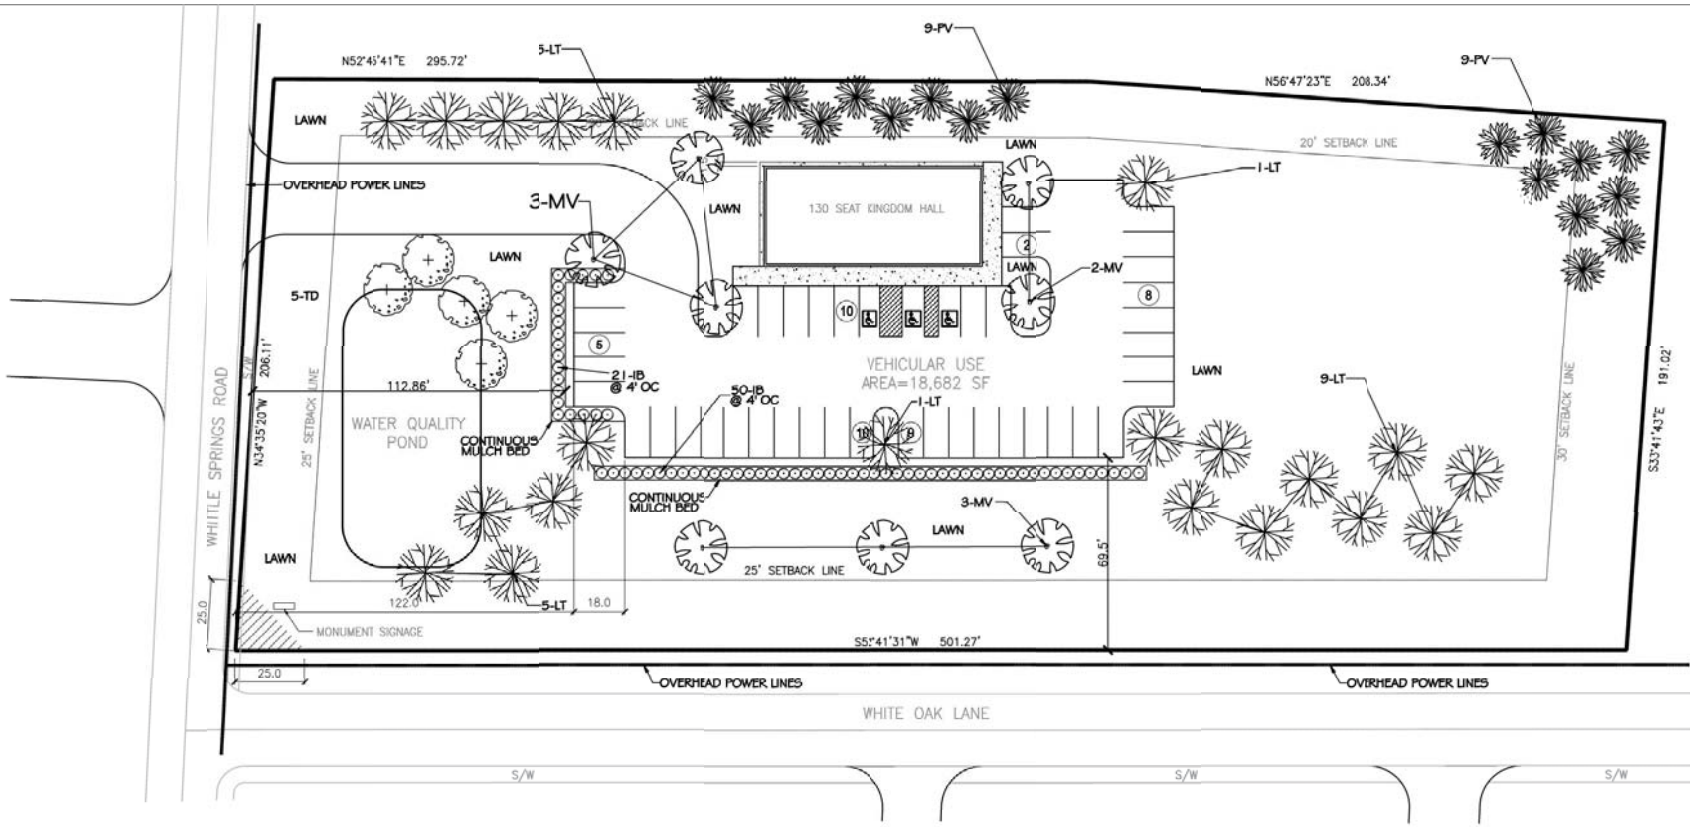 9-PV
5-LT
N52°45'41"E 295.72'
9-PV
N56°47'23"E 208.34'
LAWN
SETBACK LINE
LAWN
20' SETBACK LINE
1-LT
OVERHEAD POWER LINES
3-MV
LAWN
130 SEAT KINGDOM HALL
2
LAWN
LAWN
2-MV
5-TD
10
8
5
VEHICULAR USE
AREA=18,682 SF
S/W
206.11'
N34°35'20"W
WHITTLE SPRINGS ROAD
25' SETBACK LINE
112.86'
21-IB
@ 4' OC
50-IB
@ 4' OC
1-LT
LAWN
9-LT
191.02'
S33°41'43"E
30' SETBACK LINE
WATER QUALITY
POND
CONTINUOUS
MULCH BED
10
9
CONTINUOUS
MULCH BED
3-MV
LAWN
69.5'
LAWN
25' SETBACK LINE
25.0
122.0
18.0
5-LT
MONUMENT SIGNAGE
41'31"W 501.27'
25.0
OVERHEAD POWER LINES
OVERHEAD POWER LINES
WHITE OAK LANE
S/W
S/W
S/W